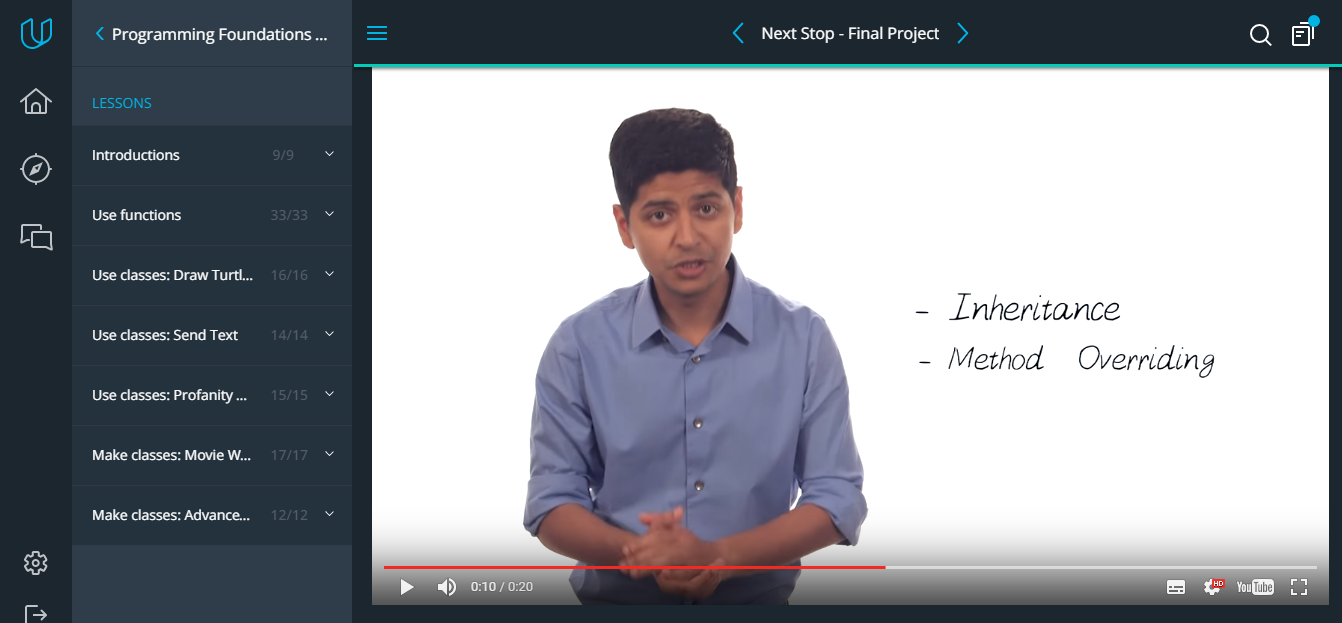 Programming Foundations ...
Next Stop - Final Project
LESSONS
Introductions 9/9
Use functions 33/33
Use classes: Draw Turtl... 16/16
Use classes: Send Text 14/14
Use classes: Profanity ... 15/15
Make classes: Movie W... 17/17
Make classes: Advance... 12/12
- Inheritance
- Method Overriding
0:10 / 0:20
HD
YouTube